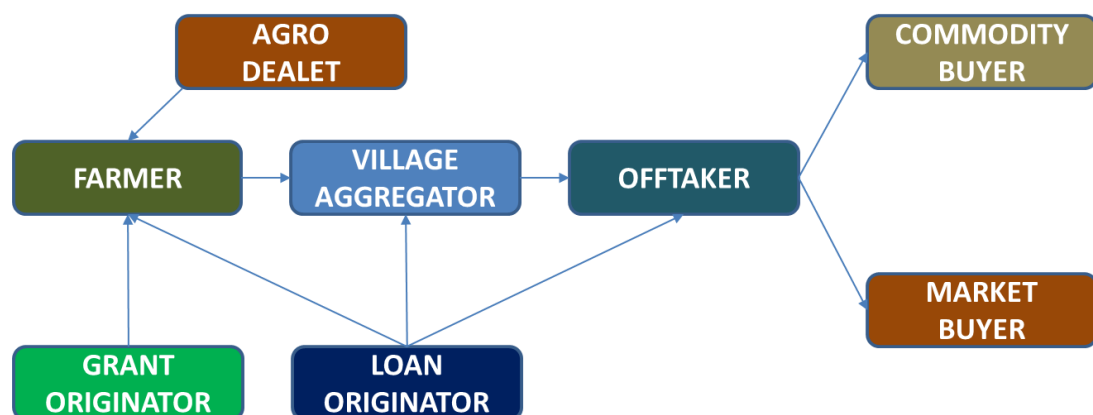 AGRO
DEALET
COMMODITY
BUYER
FARMER
VILLAGE
AGGREGATOR
OFFTAKER
MARKET
BUYER
GRANT
ORIGINATOR
LOAN
ORIGINATOR